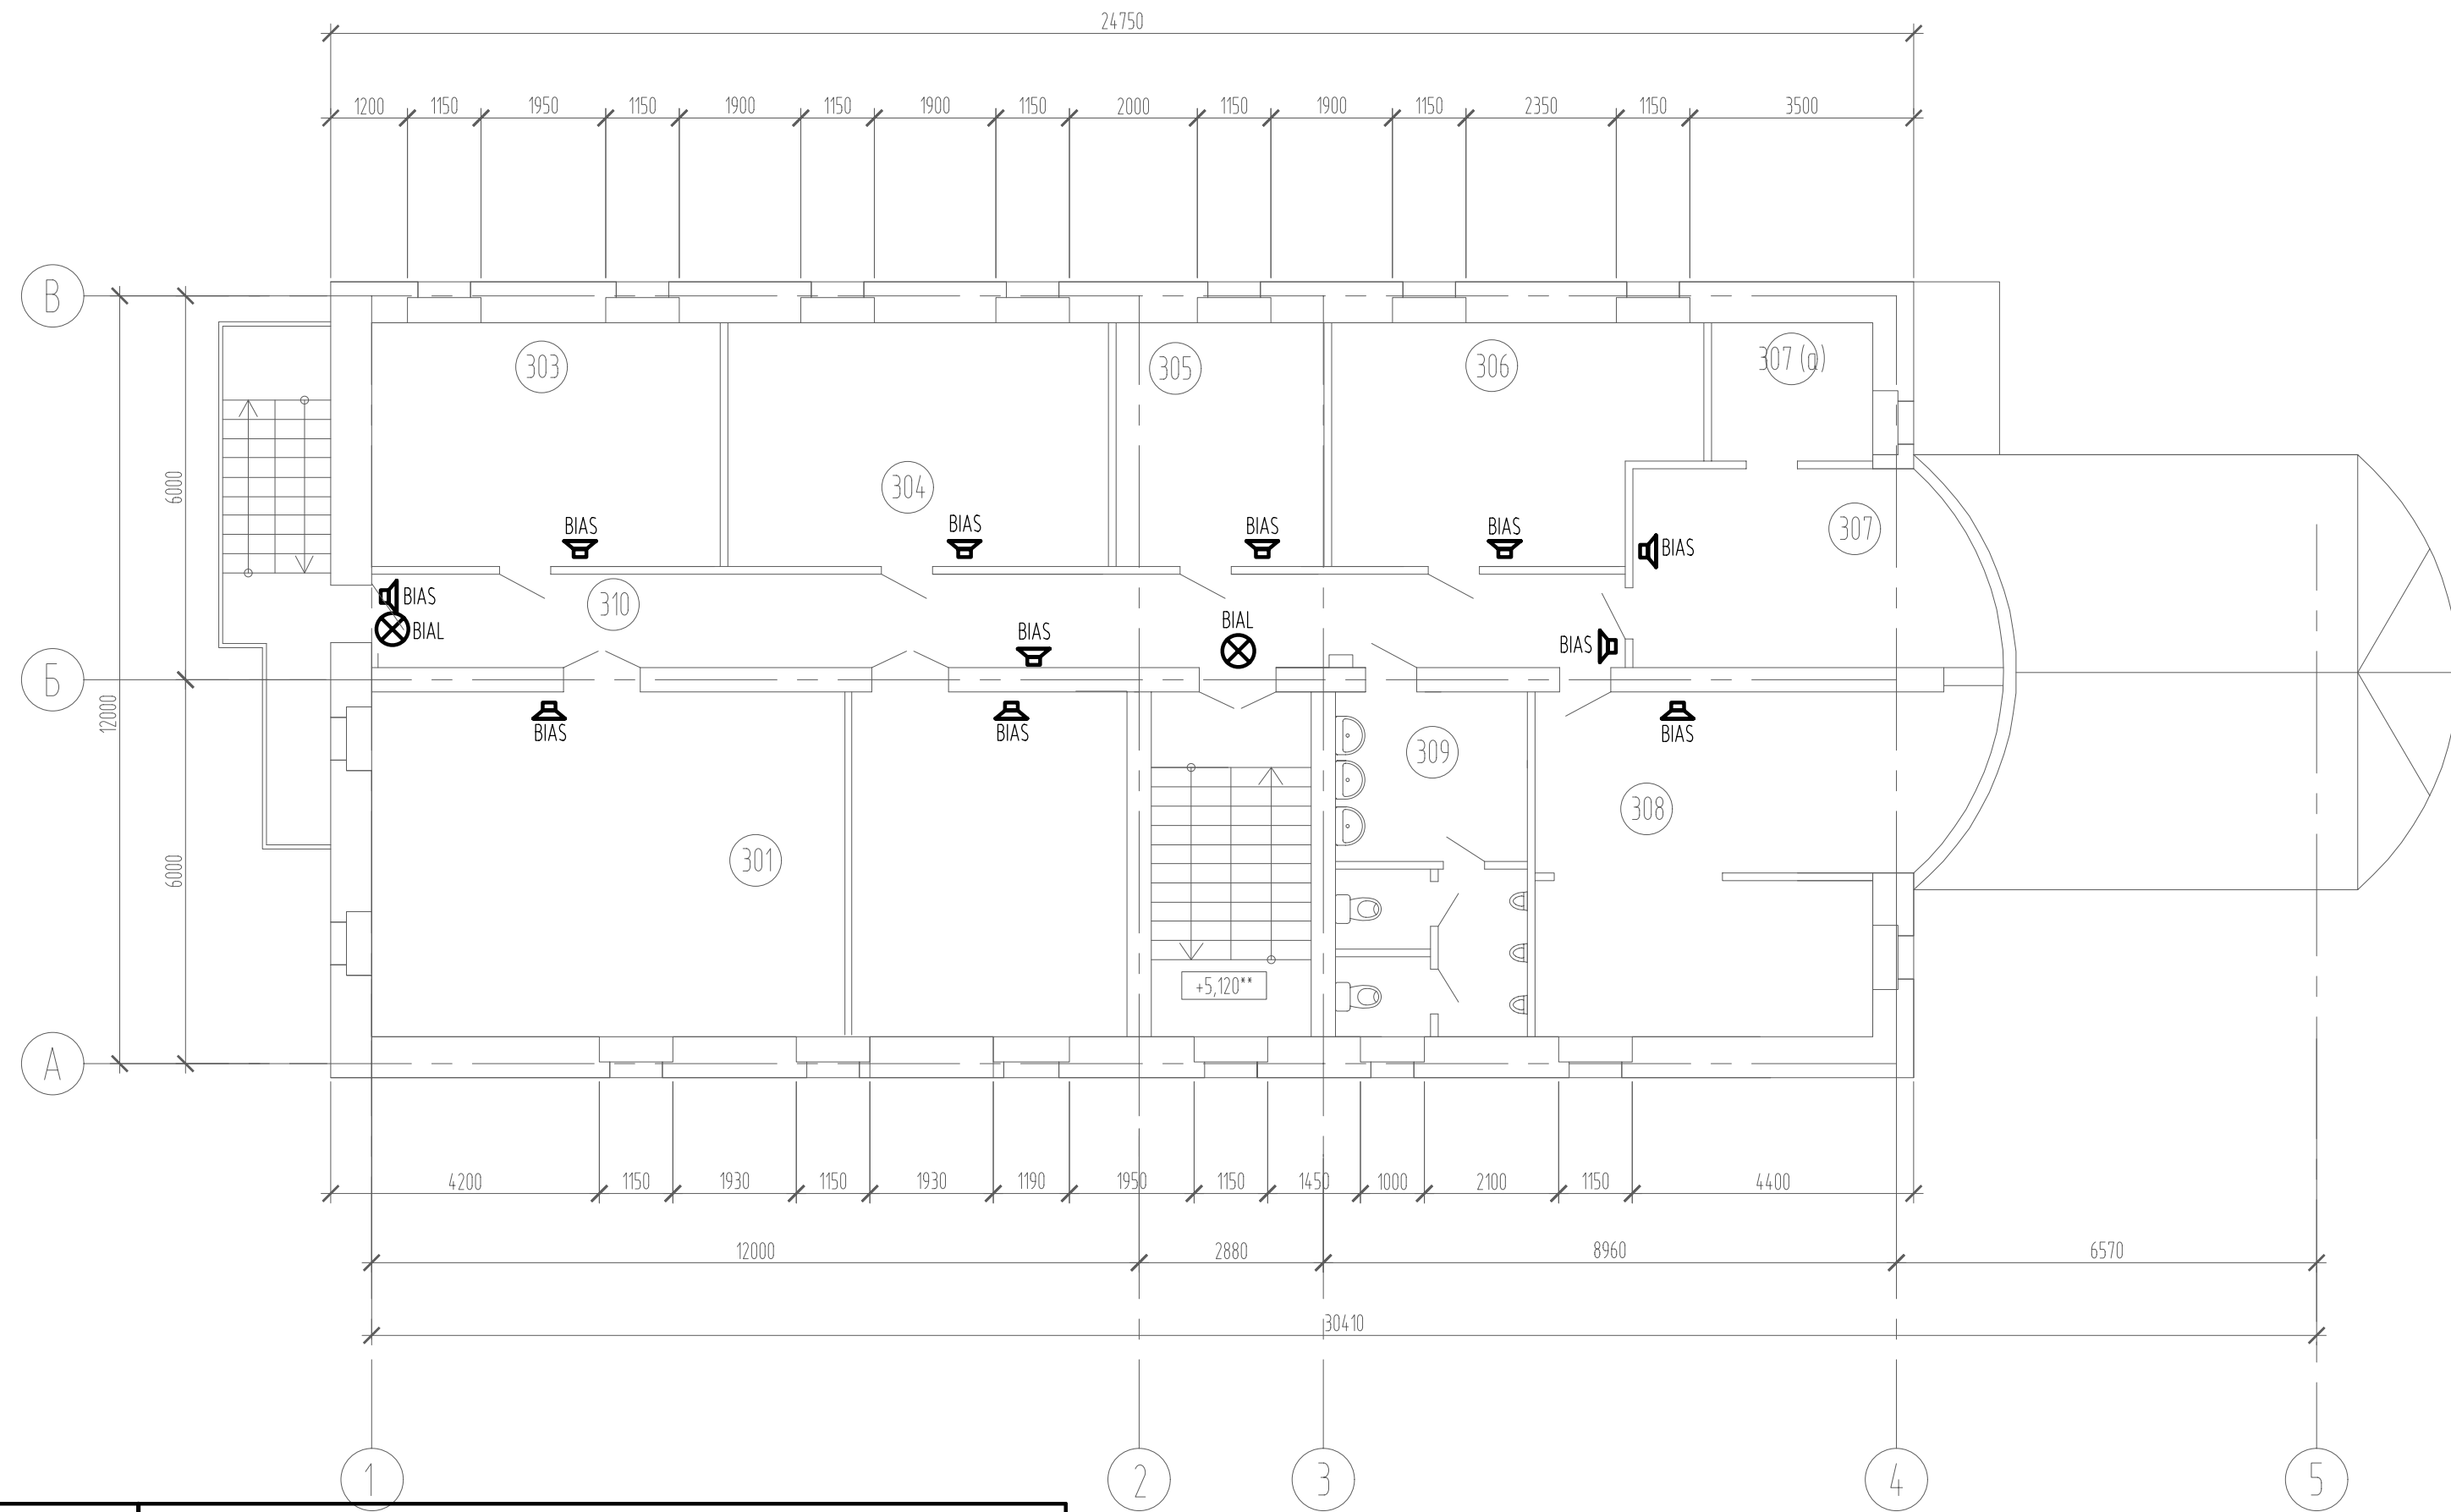 24750
1200 1150 1950 1150 1900 1150 1900 1150 2000 1150 1900 1150 2350 1150 3500
В
303
305
306
307 (а)
304
307
6000
BIAS
BIAS
BIAS
BIAS
BIAS
BIAS
310
BIAL
BIAS
BIAL
BIAS
Б
12000
BIAS
BIAS
BIAS
309
308
301
6000
+5,120**
А
4200 1150 1930 1150 1930 1190 1950 1150 1450 1000 2100 1150 4400
12000 2880 8960 6570
30410
1 2 3 4 5